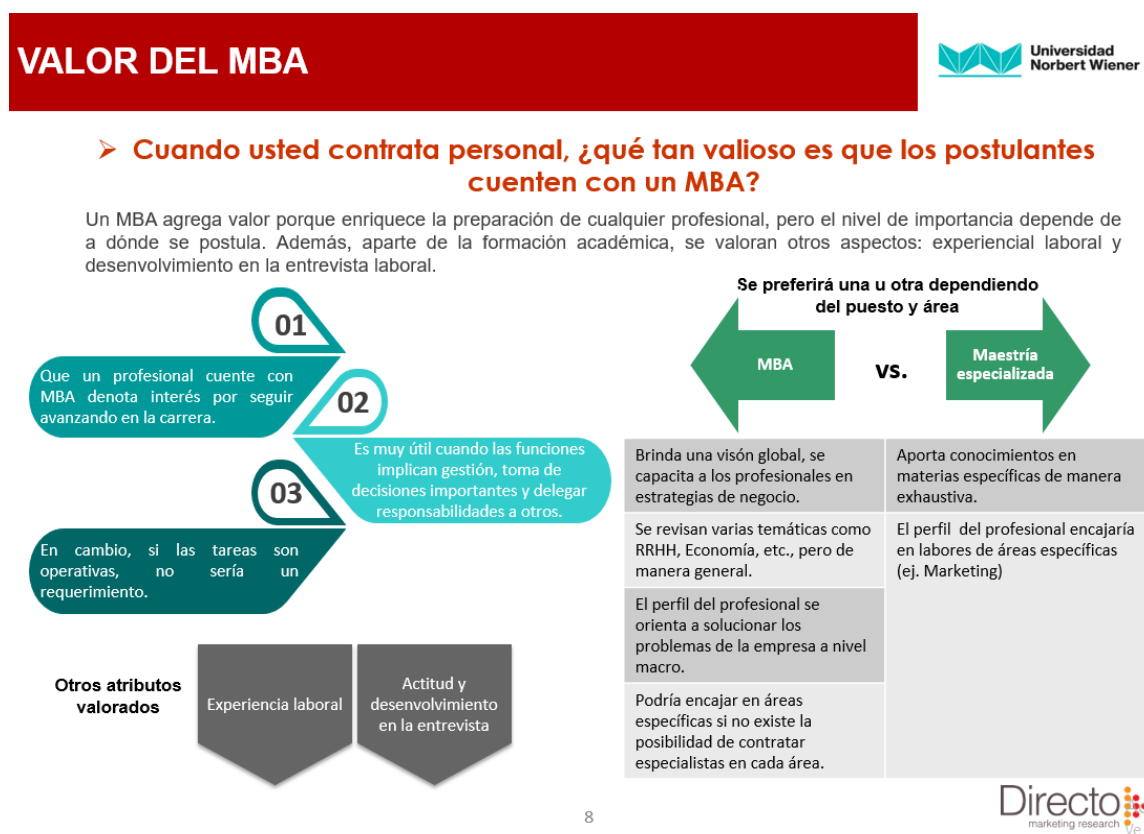 VALOR DEL MBA
Universidad
Norbert Wiener
➢ Cuando usted contrata personal, ¿qué tan valioso es que los postulantes
cuenten con un MBA?
Un MBA agrega valor porque enriquece la preparación de cualquier profesional, pero el nivel de importancia depende de
a dónde se postula. Además, aparte de la formación académica, se valoran otros aspectos: experiencial laboral y
desenvolvimiento en la entrevista laboral.
01
Que un profesional cuente con
MBA denota interés por seguir
avanzando en la carrera.
02
Es muy útil cuando las funciones
implican gestión, toma de
decisiones importantes y delegar
responsabilidades a otros.
03
En cambio, si las tareas son
operativas, no sería un
requerimiento.
Otros atributos
valorados
Experiencia laboral
Actitud y
desenvolvimiento
en la entrevista
Se preferirá una u otra dependiendo
del puesto y área
MBA
vs.
Maestría
especializada
Brinda una visón global, se
capacita a los profesionales en
estrategias de negocio.
Aporta conocimientos en
materias específicas de manera
exhaustiva.
Se revisan varias temáticas como
RRHH, Economía, etc., pero de
manera general.
El perfil del profesional encajaría
en labores de áreas específicas
(ej. Marketing)
El perfil del profesional se
orienta a solucionar los
problemas de la empresa a nivel
macro.
Podría encajar en áreas
específicas si no existe la
posibilidad de contratar
especialistas en cada área.
8
Directo
marketing research